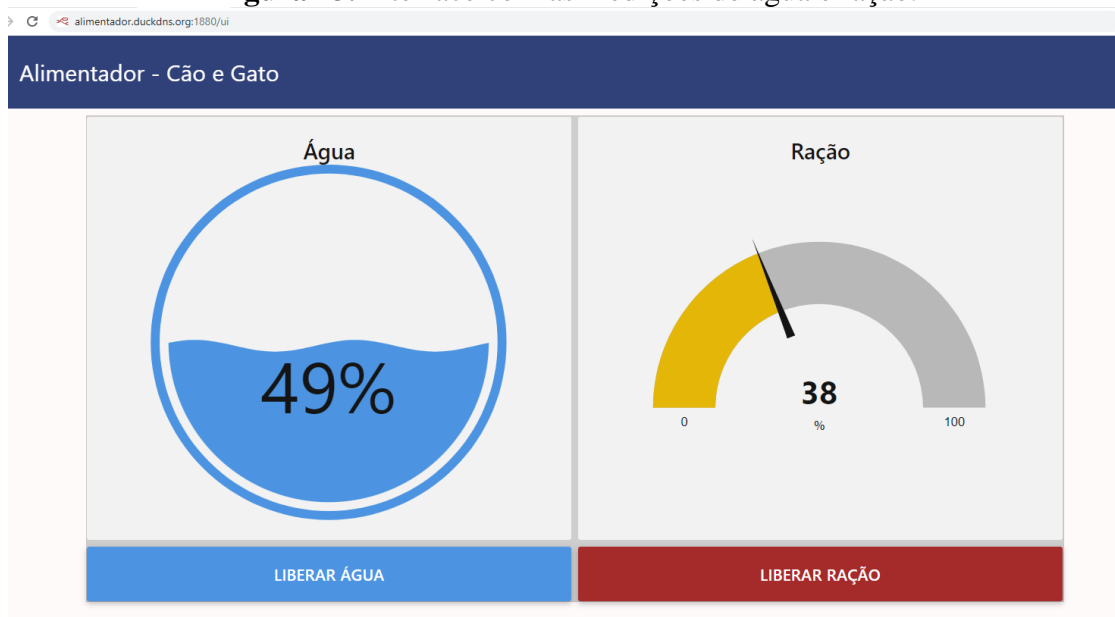 alimentador.duckdns.org:1880/ui
Alimentador - Cão e Gato
Água
Ração
49%
38
0
%
100
LIBERAR ÁGUA
LIBERAR RAÇÃO